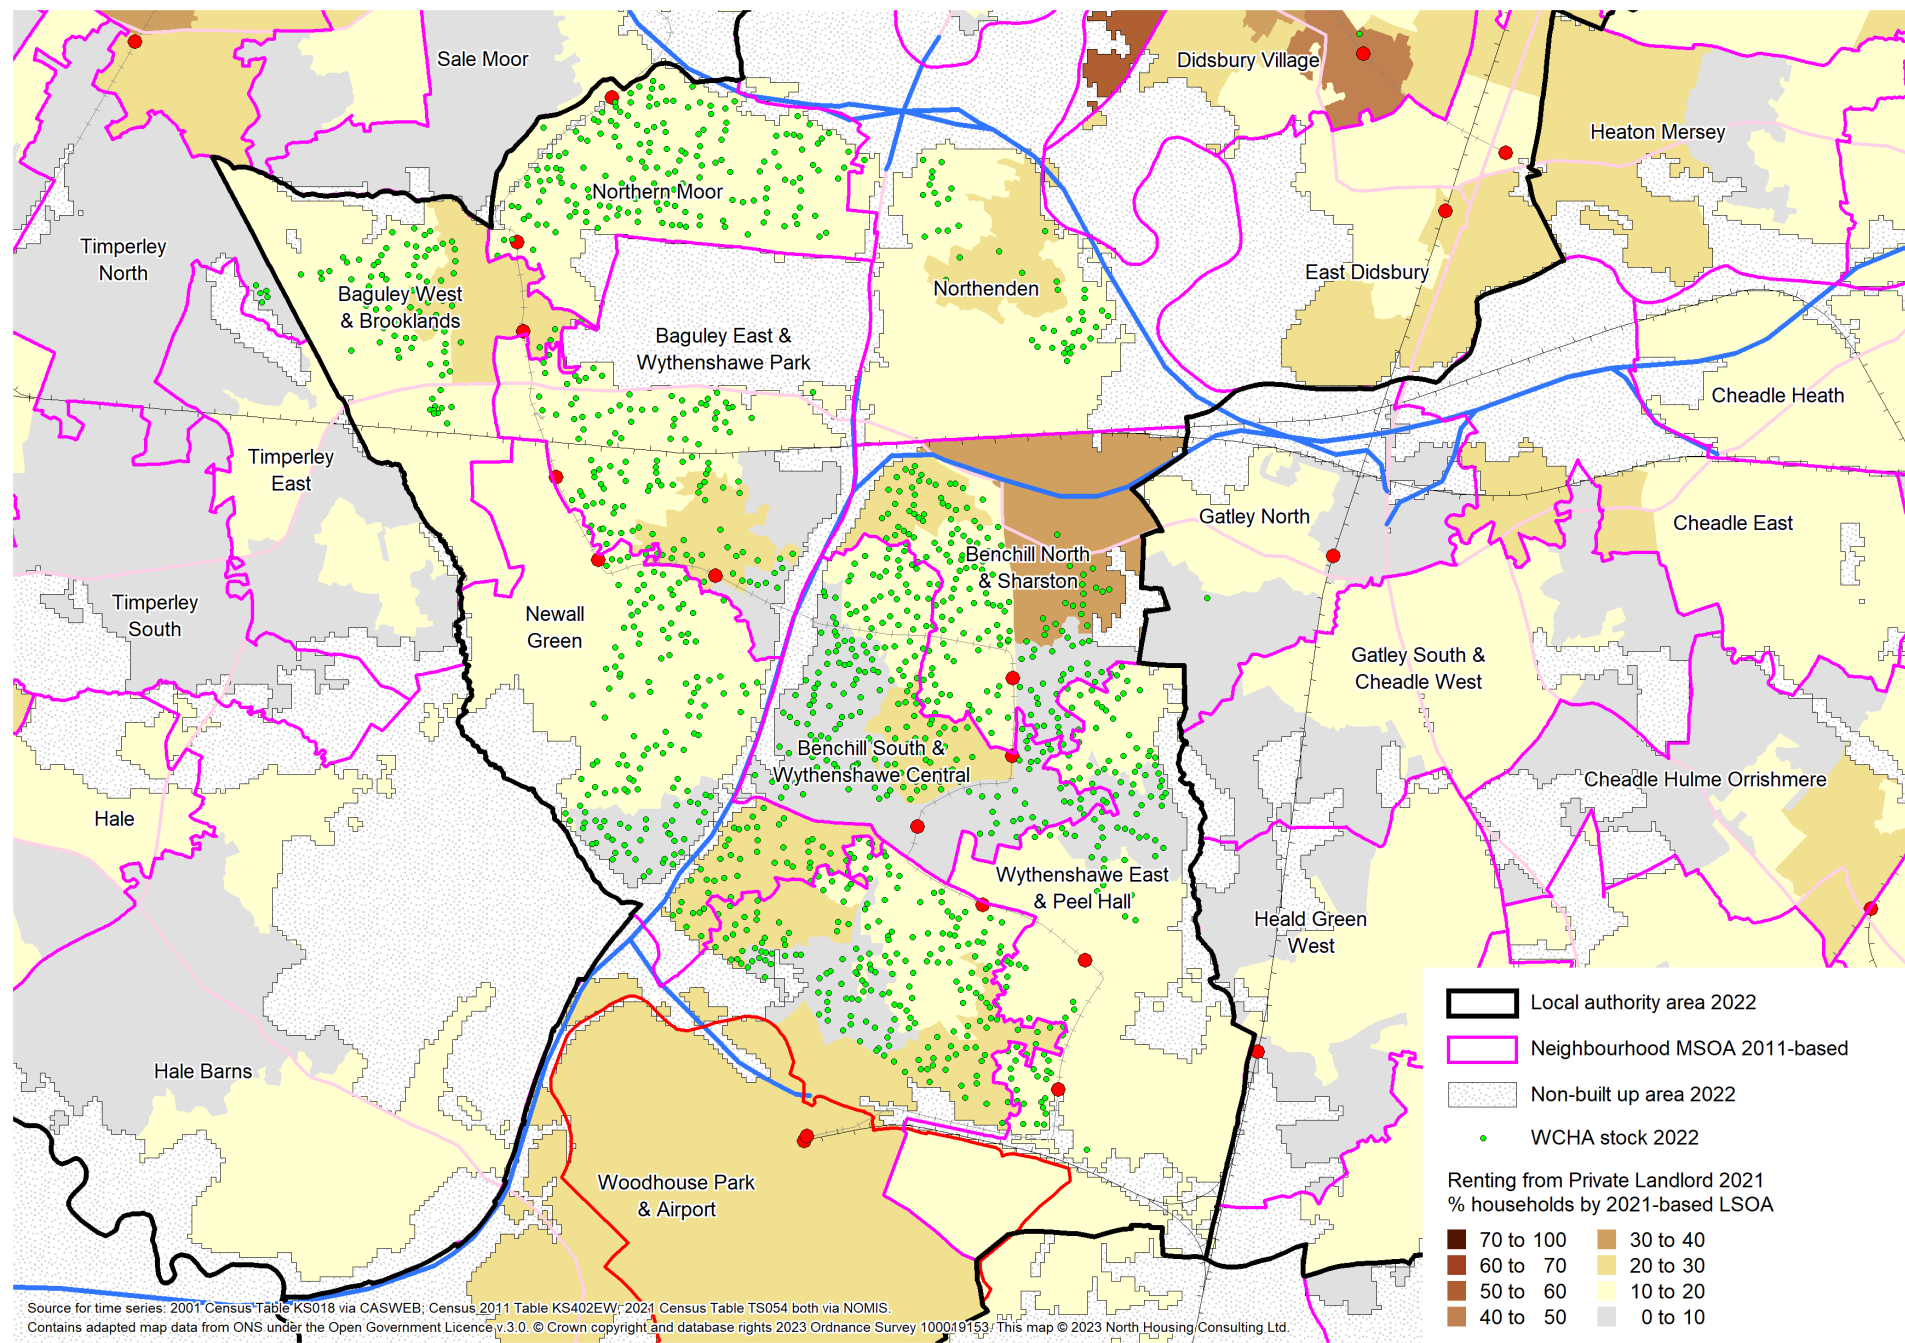 Sale Moor
Didsbury Village
Heaton Mersey
Northern Moor
Timperley
North
East Didsbury
Northenden
Baguley West
& Brooklands
Baguley East &
Wythenshawe Park
Cheadle Heath
Timperley
East
Gatley North
Cheadle East
Benchill North
& Sharston
Timperley
South
Newall
Green
Gatley South &
Cheadle West
Benchill South &
Wythenshawe Central
Cheadle Hulme Orrishmere
Hale
Wythenshawe East
& Peel Hall
Heald Green
West
Hale Barns
Woodhouse Park
& Airport
Local authority area 2022
Neighbourhood MSOA 2011-based
Non-built up area 2022
WCHA stock 2022
Renting from Private Landlord 2021
% households by 2021-based LSOA
70 to 100
60 to 70
50 to 60
40 to 50
30 to 40
20 to 30
10 to 20
0 to 10
Source for time series: 2001 Census Table KS018 via CASWEB; Census 2011 Table KS402EW; 2021 Census Table TS054 both via NOMIS.
Contains adapted map data from ONS under the Open Government Licence v.3.0. © Crown copyright and database rights 2023 Ordnance Survey 100019153. This map © 2023 North Housing Consulting Ltd.